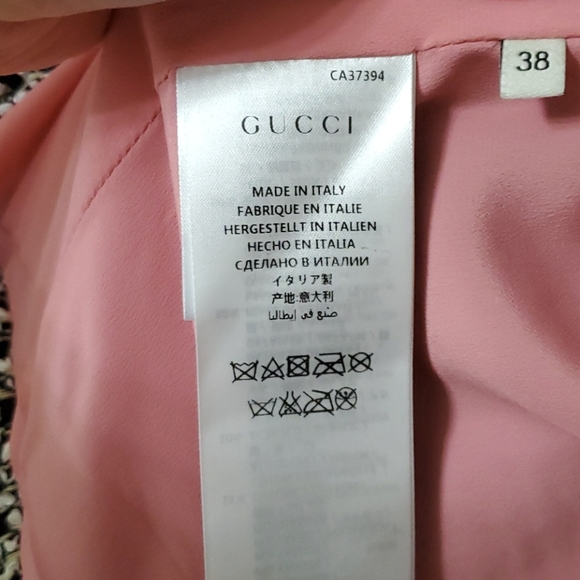 CA37394
38
GUCCI
MADE IN ITALY
FABRIQUE EN ITALIE
HERGESTELLT IN ITALIEN
HECHO EN ITALIA
СДЕЛАНО В ИТАЛИИ
イタリア製
产地:意大利
صنع في إيطاليا